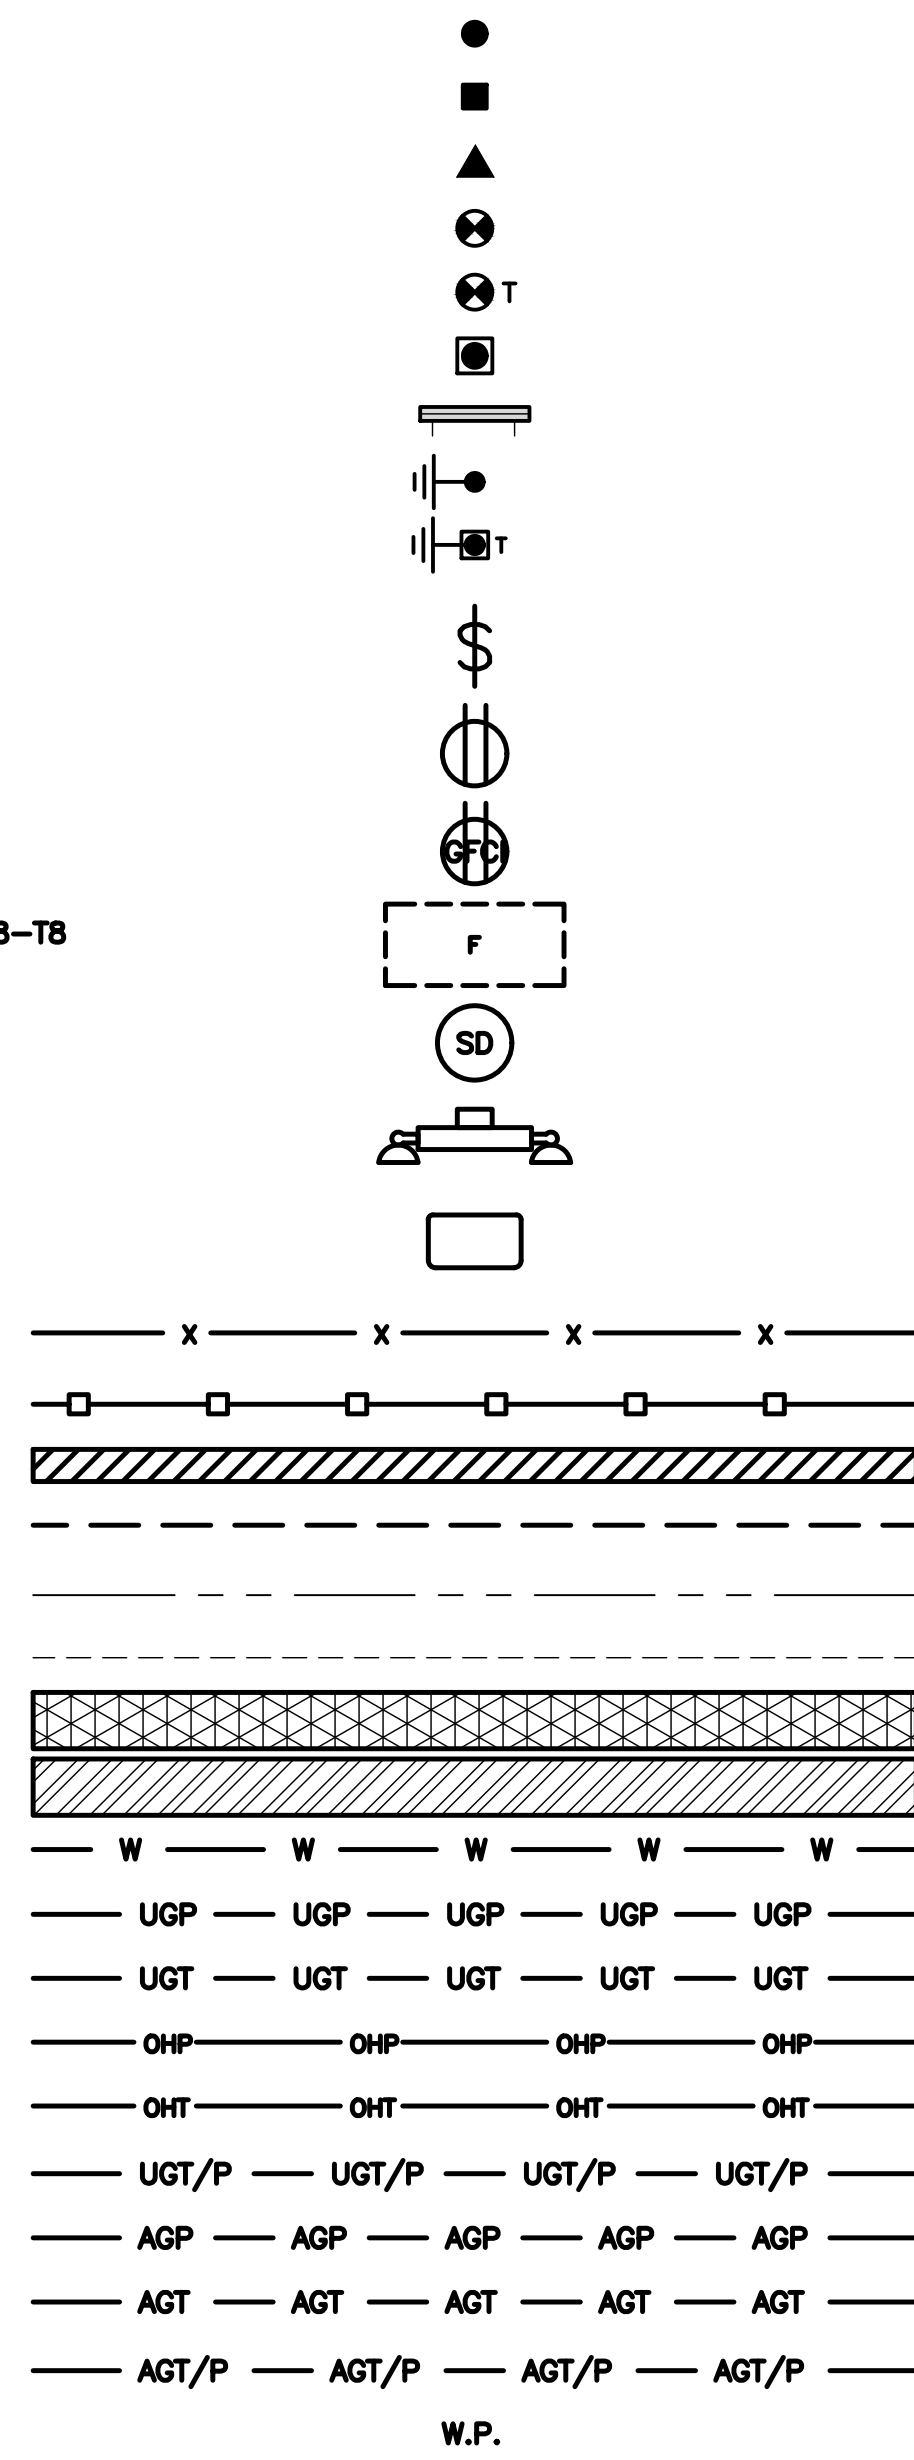 T
T
$
GFCI
8-T8
F
SD
X X X X
W W W W W
UGP UGP UGP UGP UGP
UGT UGT UGT UGT UGT
OHP OHP OHP OHP
OHT OHT OHT OHT
UGT/P UGT/P UGT/P UGT/P
AGP AGP AGP AGP AGP
AGT AGT AGT AGT AGT
AGT/P AGT/P AGT/P AGT/P
W.P.